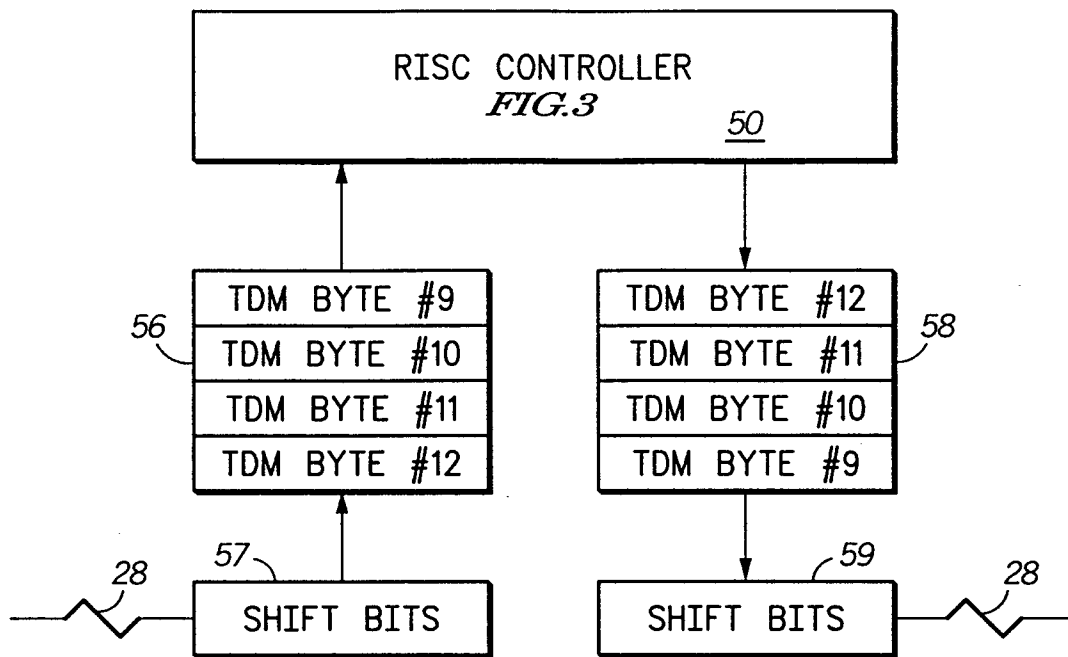 RISC CONTROLLER
FIG.3
50
TDM BYTE #9
TDM BYTE #10
TDM BYTE #11
TDM BYTE #12
56
TDM BYTE #12
TDM BYTE #11
TDM BYTE #10
TDM BYTE #9
58
57
SHIFT BITS
28
59
SHIFT BITS
28